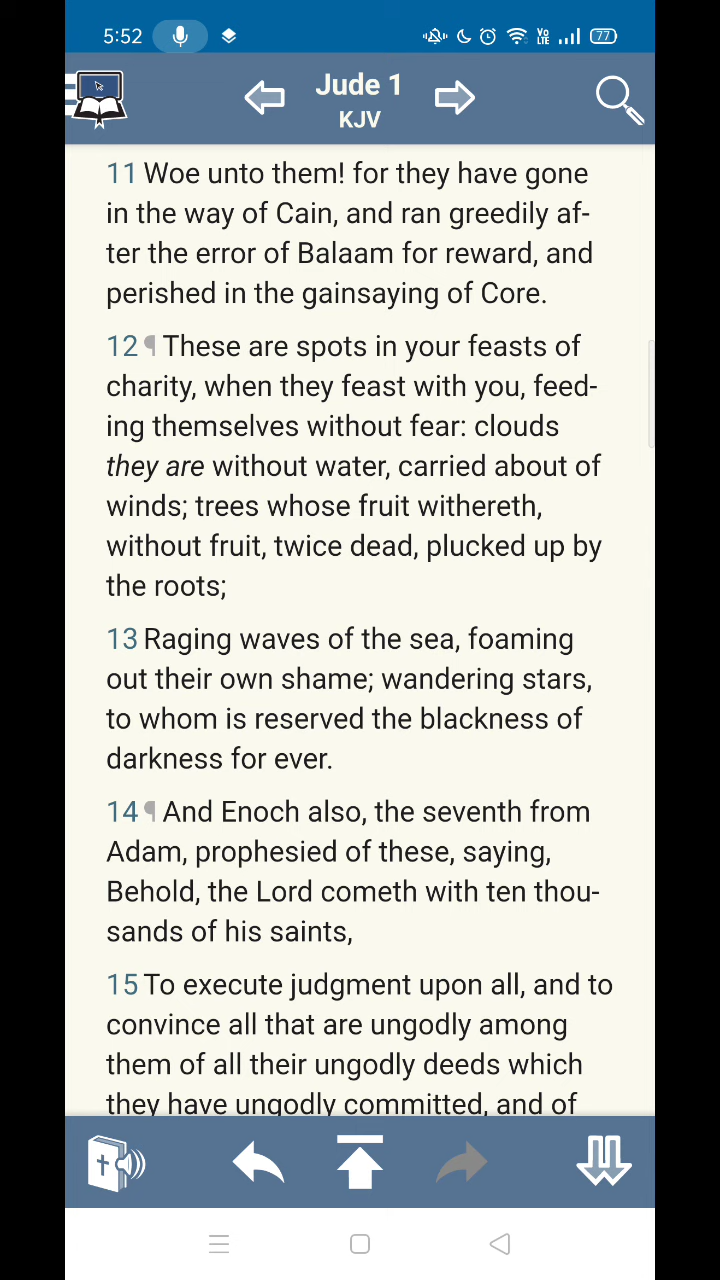 5:52
Vo
LTE
77
Jude 1
KJV
11 Woe unto them! for they have gone
in the way of Cain, and ran greedily af-
ter the error of Balaam for reward, and
perished in the gainsaying of Core.
12 ¶ These are spots in your feasts of
charity, when they feast with you, feed-
ing themselves without fear: clouds
they are without water, carried about of
winds; trees whose fruit withereth,
without fruit, twice dead, plucked up by
the roots;
13 Raging waves of the sea, foaming
out their own shame; wandering stars,
to whom is reserved the blackness of
darkness for ever.
14 ¶ And Enoch also, the seventh from
Adam, prophesied of these, saying,
Behold, the Lord cometh with ten thou-
sands of his saints,
15 To execute judgment upon all, and to
convince all that are ungodly among
them of all their ungodly deeds which
they have ungodly committed, and of